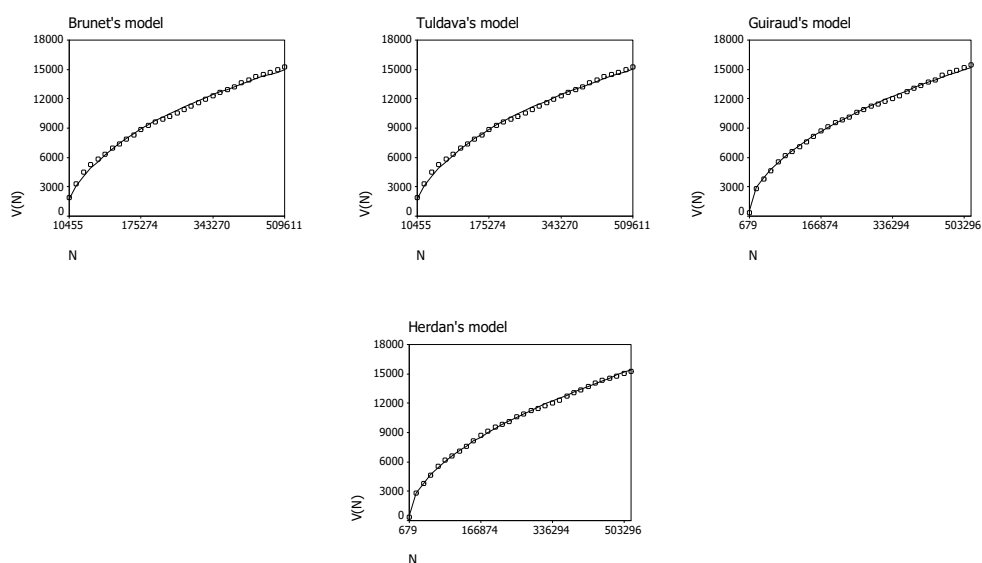 Brunet's model
18000
15000
12000
9000
6000
3000
0
V(N)
10455 175274 343270 509611
N
Tuldava's model
18000
15000
12000
9000
6000
3000
0
V(N)
10455 175274 343270 509611
N
Guiraud's model
18000
15000
12000
9000
6000
3000
0
V(N)
679 166874 336294 503296
N
Herdan's model
18000
15000
12000
9000
6000
3000
0
V(N)
679 166874 336294 503296
N